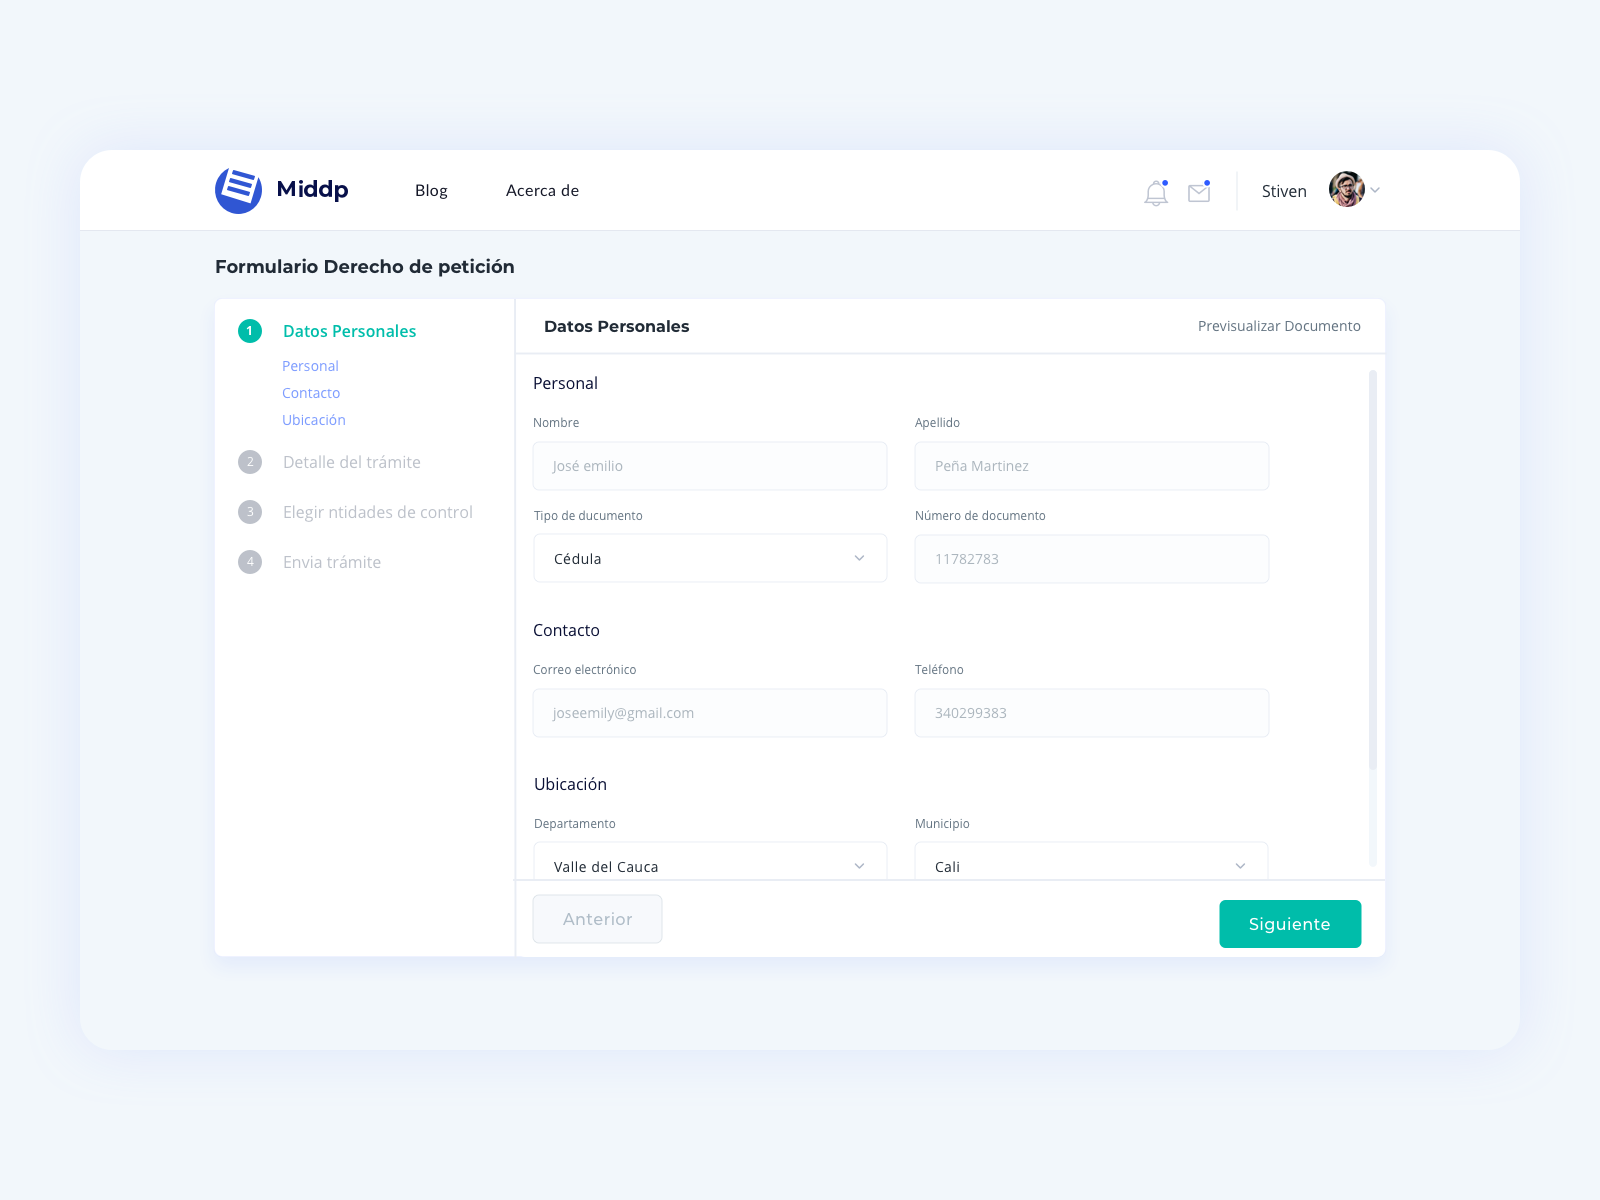 Middp
Blog
Acerca de
Stiven
Formulario Derecho de petición
1 Datos Personales
Personal
Contacto
Ubicación
2 Detalle del trámite
3 Elegir ntidades de control
4 Envia trámite
Datos Personales
Previsualizar Documento
Personal
Nombre
Apellido
José emilio
Peña Martinez
Tipo de ducumento
Número de documento
Cédula
11782783
Contacto
Correo electrónico
Teléfono
joseemily@gmail.com
340299383
Ubicación
Departamento
Municipio
Valle del Cauca
Cali
Anterior
Siguiente